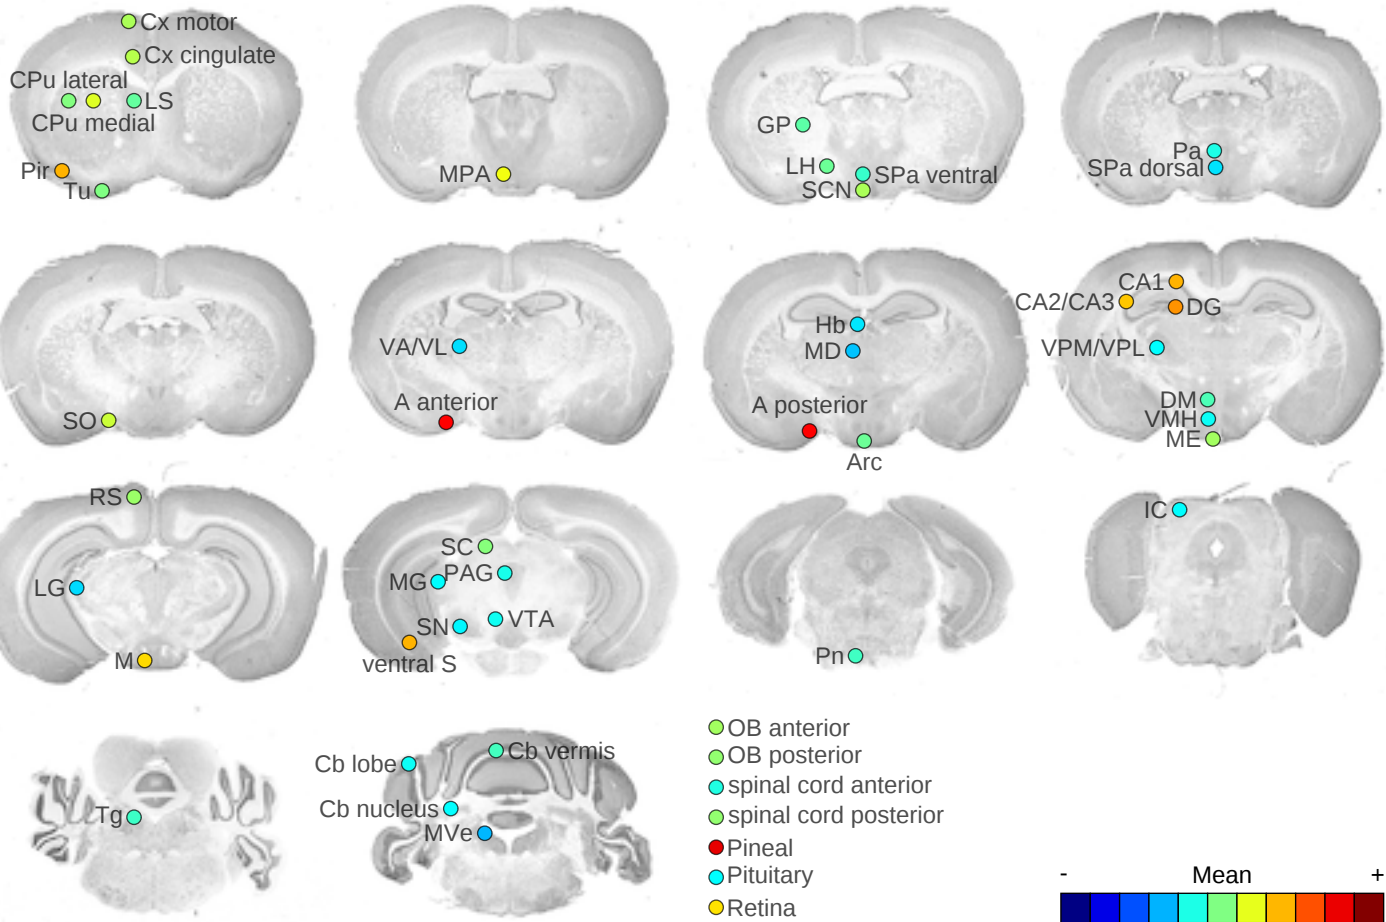 Cx motor
Cx cingulate
CPu lateral
LS
CPu medial
Pir
Tu
MPA
GP
LH
SPa ventral
SCN
Pa
SPa dorsal
SO
VA/VL
A anterior
Hb
MD
A posterior
Arc
CA1
CA2/CA3
DG
VPM/VPL
DM
VMH
ME
RS
LG
M
SC
PAG
MG
VTA
SN
ventral S
Pn
IC
Tg
Cb vermis
Cb lobe
Cb nucleus
MVe
OB anterior
OB posterior
spinal cord anterior
spinal cord posterior
Pineal
Pituitary
Retina
- Mean +